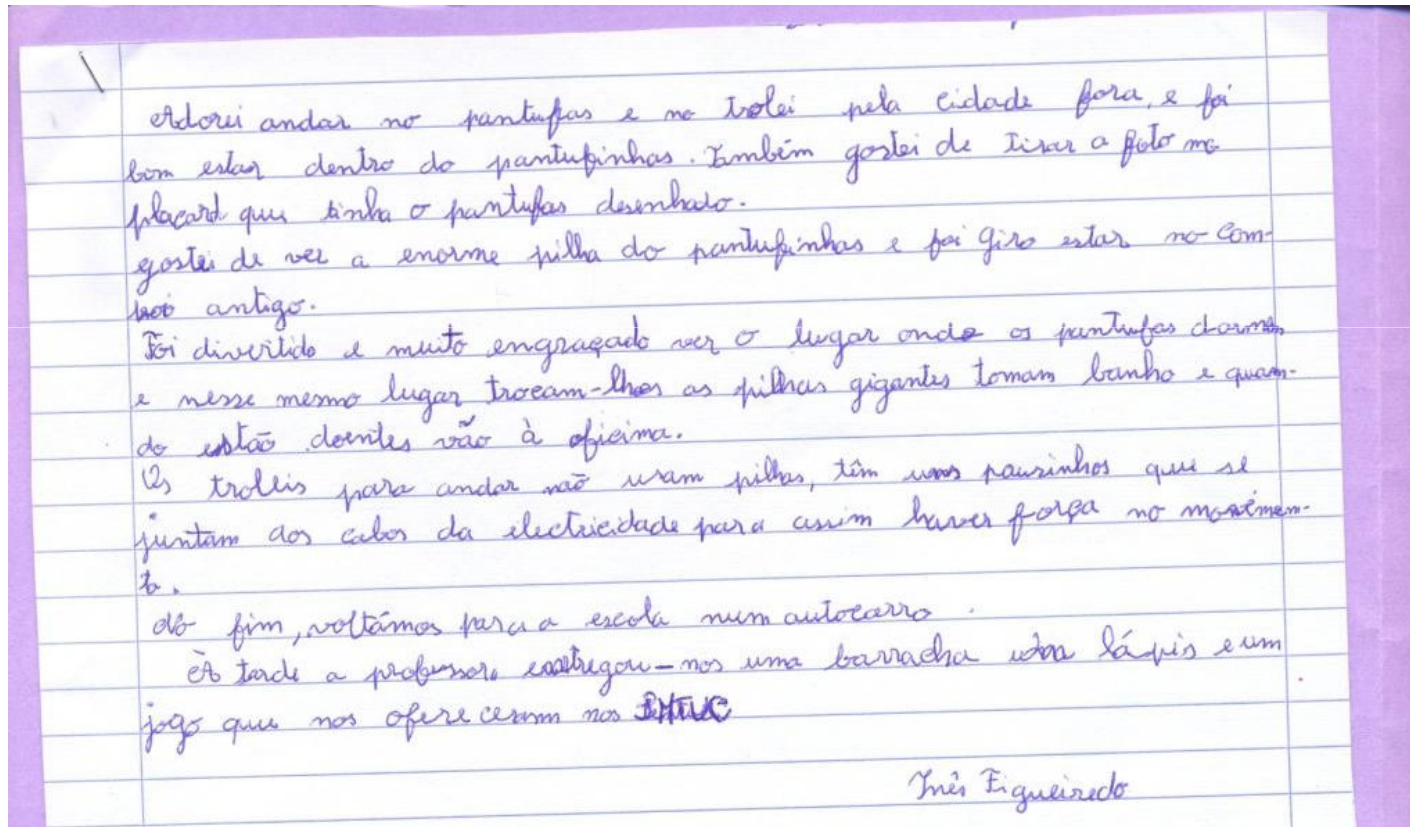 Adorei andar no pantufas e no trolei pela cidade fora, e foi
bom estar dentro do pantufinhas. Também gostei de tirar a foto no
placard que tinha o pantufas desenhado.
gostei de ver a enorme pilha do pantufinhas e foi giro estar no com-
boio antigo.
Foi divertido e muito engraçado ver o lugar onde os pantufas dormem
e nesse mesmo lugar trocam-lhes as pilhas gigantes tomam banho e quan-
do estão doentes vão à oficina.
Os troleis para andar não usam pilhas, têm uns pauzinhos que se
juntam aos cabos da electricidade para assim haver força no movimen-
to.
No fim, voltámos para a escola num autocarro.
À tarde a professora entregou-nos uma borracha um lápis e um
jogo que nos ofereceram nos SMTUC
Inês Figueiredo